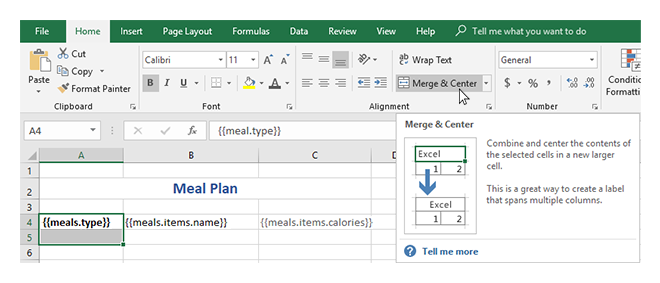 File Home Insert Page Layout Formulas Data Review View Help Tell me what you want to do
Cut
Copy
Format Painter
Paste
Clipboard
Calibri 11 A A
B I U A
Font
Wrap Text
Merge & Center
Alignment
General
$ % ,
Number
Conditio
Formattin
A4 fx {{meal.type}}
A B C D
1
2 Meal Plan
3
4 {{meals.type}} {{meals.items.name}} {{meals.items.calories}}
5
6
Merge & Center
Excel
1 2
Excel
1 2
Combine and center the contents of
the selected cells in a new larger
cell.
This is a great way to create a label
that spans multiple columns.
? Tell me more